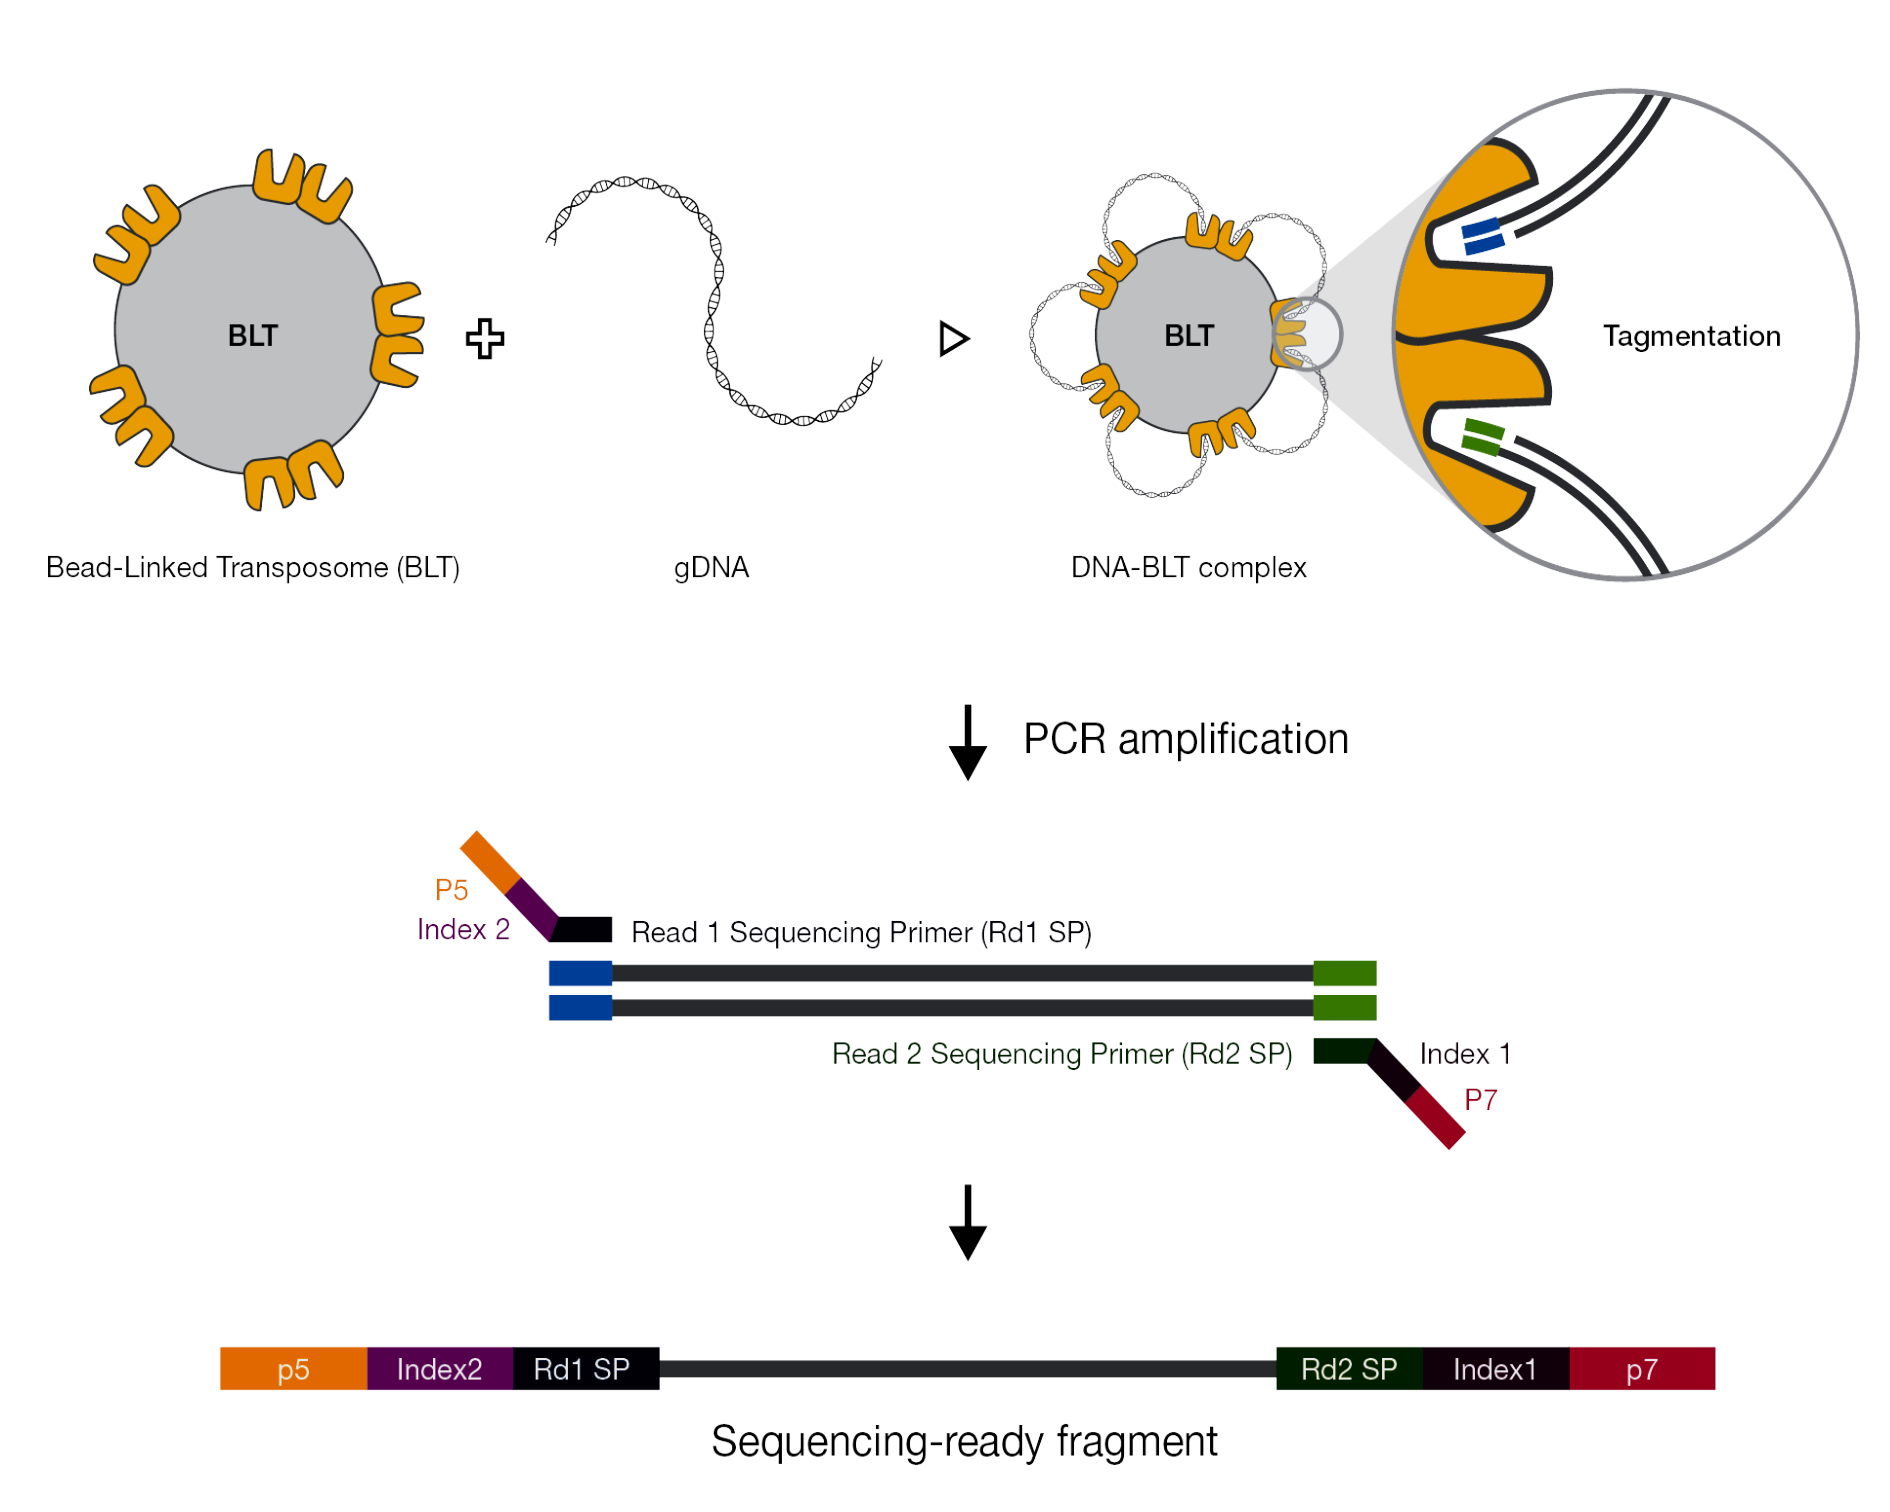 BLT
BLT
Tagmentation
Bead-Linked Transposome (BLT)
gDNA
DNA-BLT complex
PCR amplification
P5
Index 2
Read 1 Sequencing Primer (Rd1 SP)
Read 2 Sequencing Primer (Rd2 SP)
Index 1
P7
p5
Index2
Rd1 SP
Rd2 SP
Index1
p7
Sequencing-ready fragment